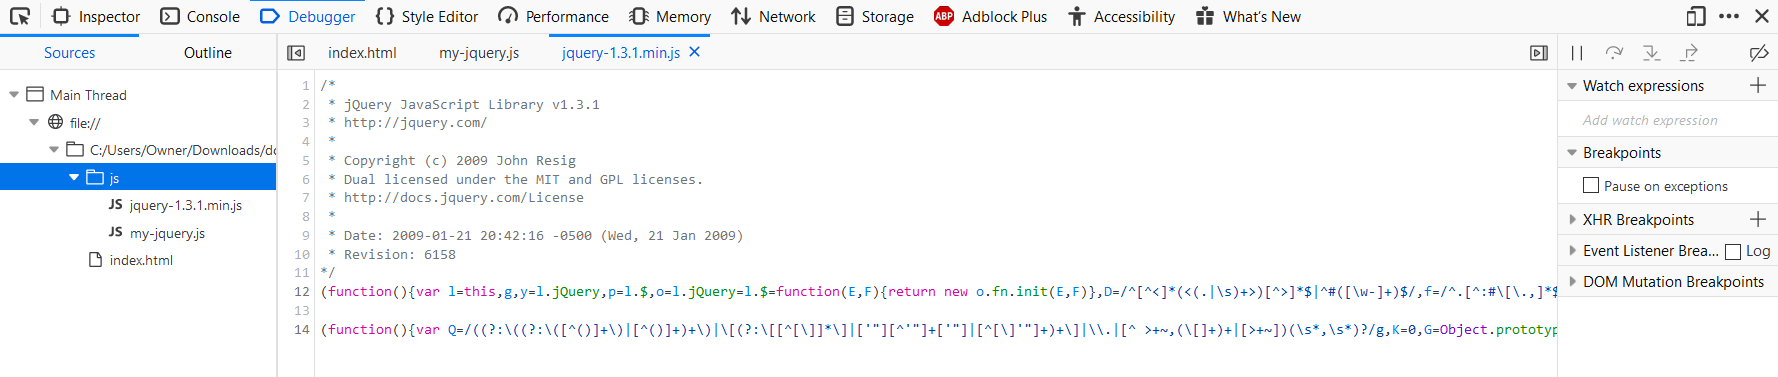 Inspector Console Debugger Style Editor Performance Memory Network Storage ABP Adblock Plus Accessibility What's New
Sources Outline index.html my-jquery.js jquery-1.3.1.min.js
Main Thread
file://
C:/Users/Owner/Downloads/do
js
JS jquery-1.3.1.min.js
JS my-jquery.js
index.html
1 /*
2 * jQuery JavaScript Library v1.3.1
3 * http://jquery.com/
4 *
5 * Copyright (c) 2009 John Resig
6 * Dual licensed under the MIT and GPL licenses.
7 * http://docs.jquery.com/License
8 *
9 * Date: 2009-01-21 20:42:16 -0500 (Wed, 21 Jan 2009)
10 * Revision: 6158
11 */
12 (function(){var l=this,g,y=l.jQuery,p=l.$,o=l.jQuery=l.$=function(E,F){return new o.fn.init(E,F)},D=/^[^<]*(<(.|\s)+>)[^>]*$|^#([\w-]+)$/,f=/^.[^:#\[\.,]*$
13
14 (function(){var Q=/((?:\((?:\([^()]+\)|[^()]+)+\)|\[(?:\[[^[\]]*\]|['"][^'"]+['"]|[^[\]'"]+)+\]|\\.|[^ >+~,(\[]+)+|[>+~])(\s*,\s*)?/g,K=0,G=Object.prototyp
Watch expressions
Add watch expression
Breakpoints
Pause on exceptions
XHR Breakpoints
Event Listener Brea... Log
DOM Mutation Breakpoints